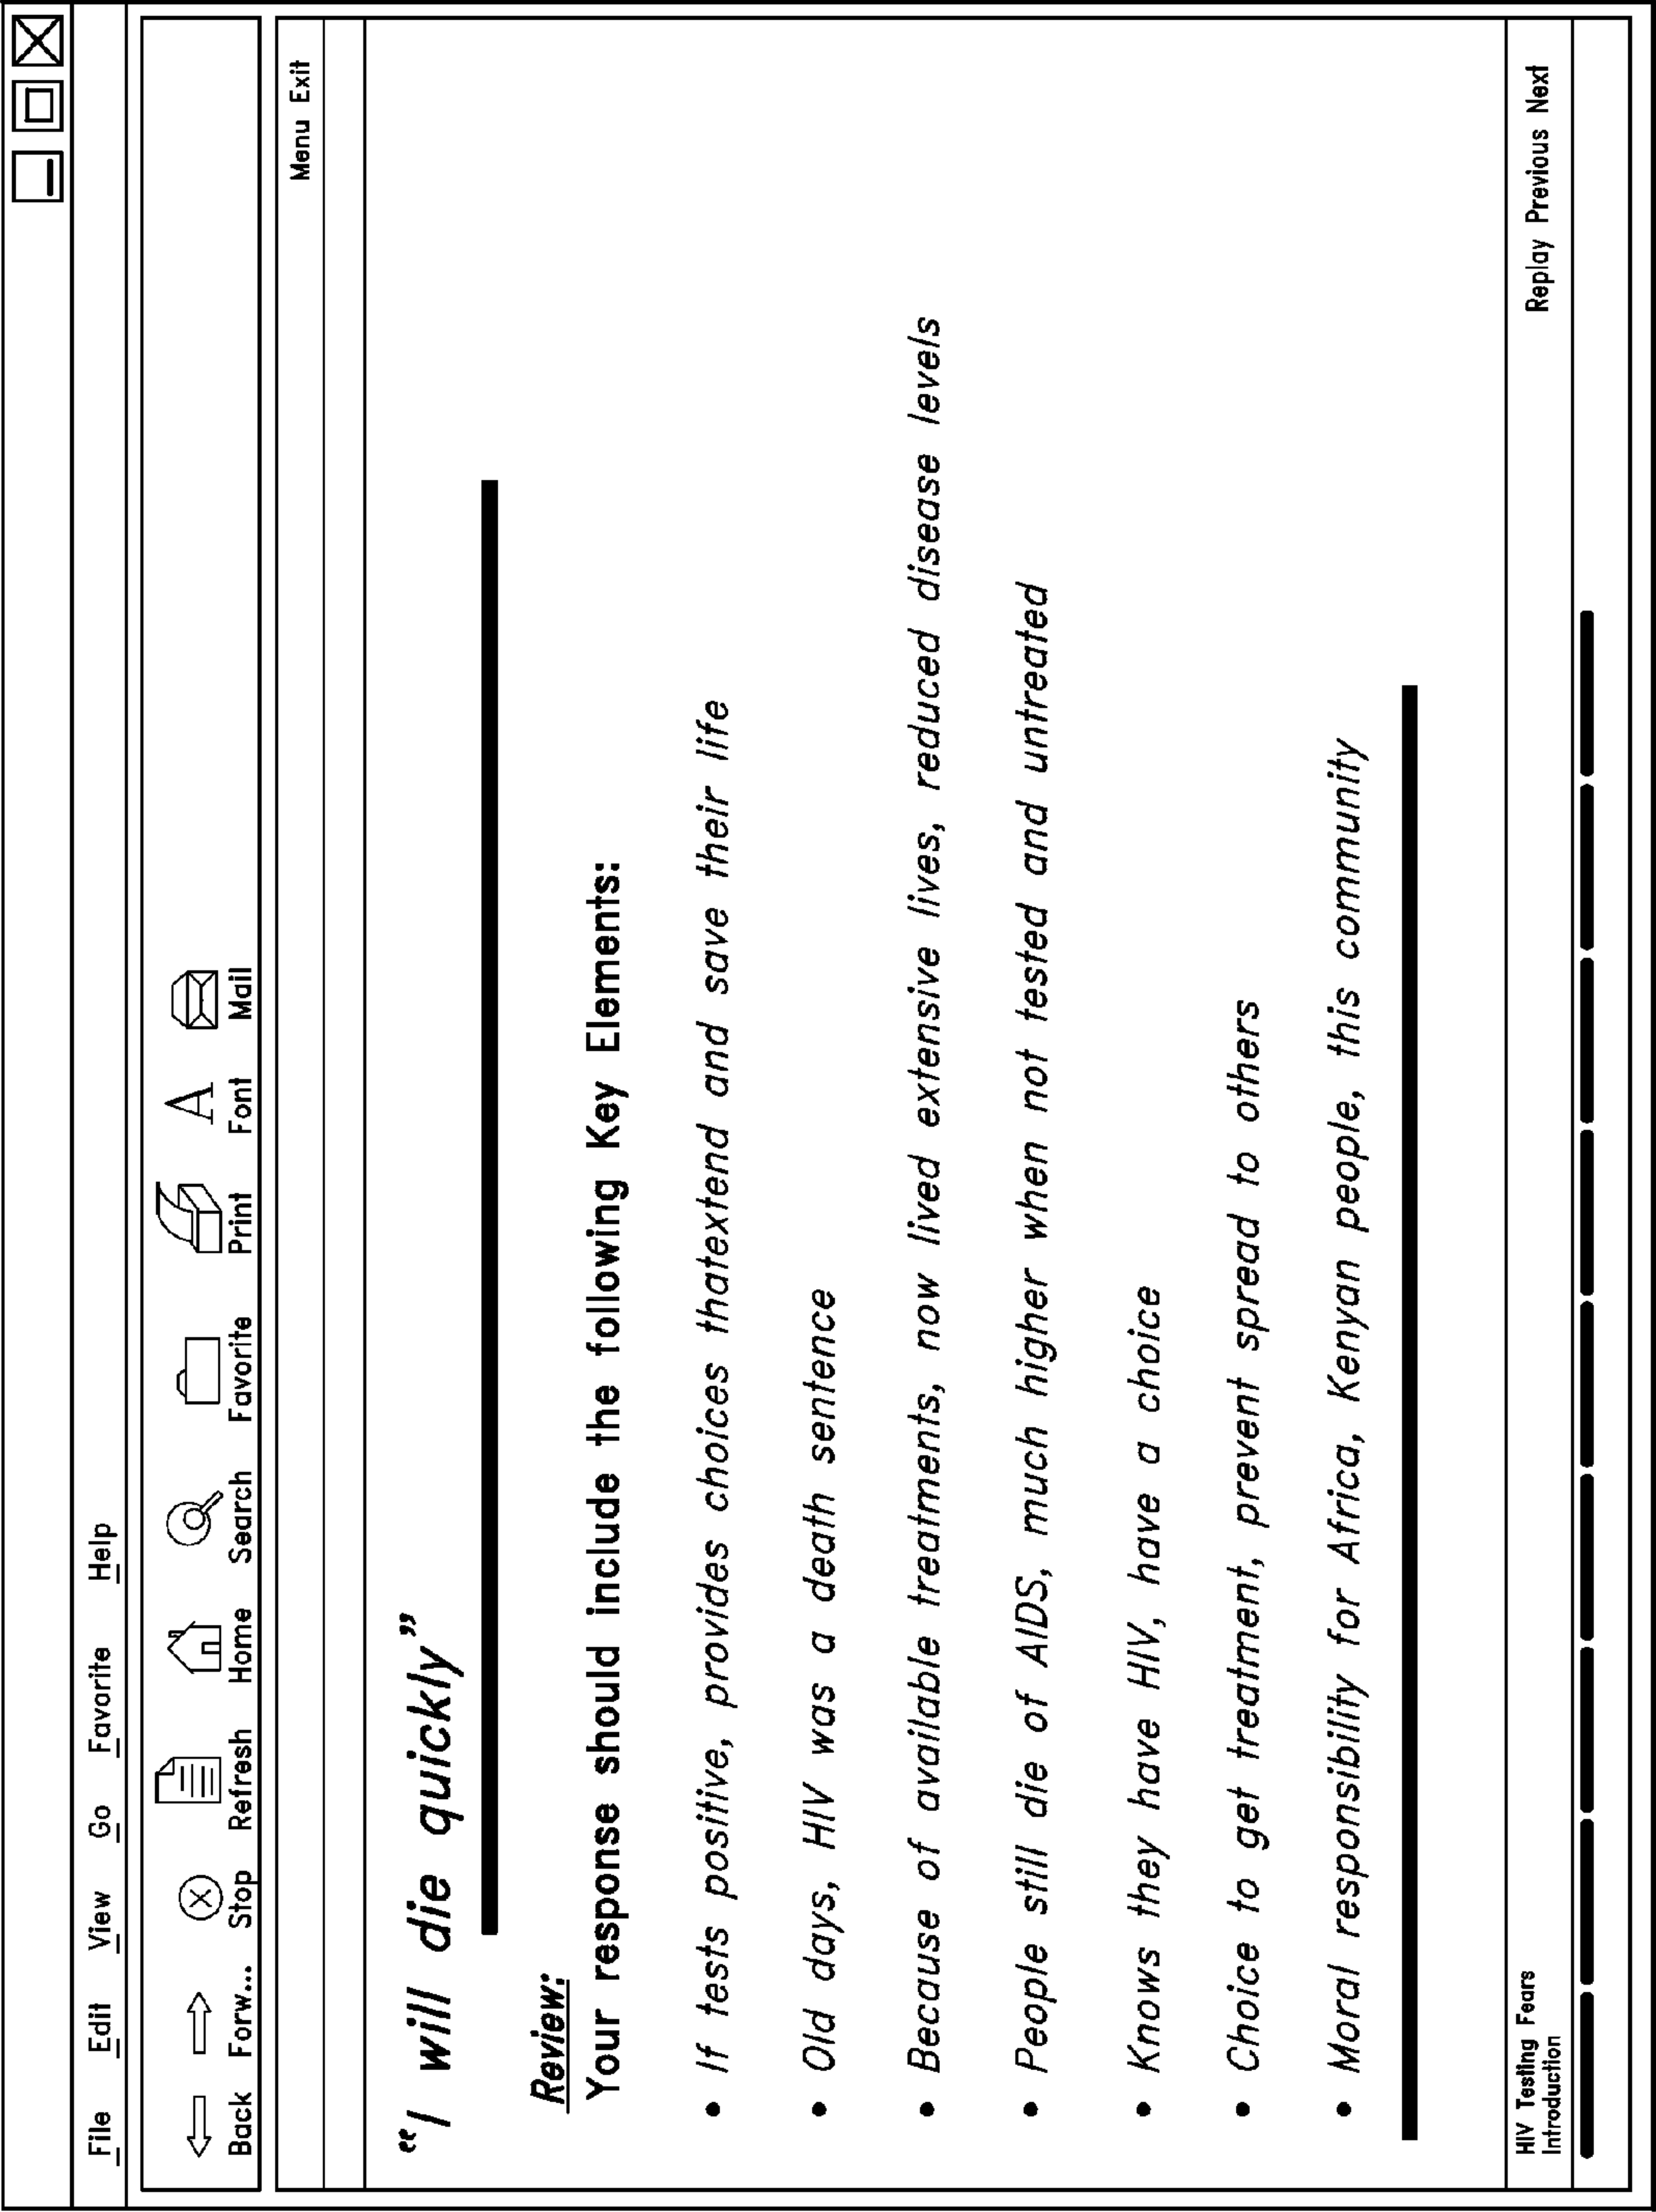 File Edit View Go Favorite Help
Back Forw... Stop Refresh Home Search Favorite Print Font Mail
Menu Exit
“I will die quickly”
Review:
Your response should include the following Key Elements:
• If tests positive, provides choices thatextend and save their life
• Old days, HIV was a death sentence
• Because of available treatments, now lived extensive lives, reduced disease levels
• People still die of AIDS, much higher when not tested and untreated
• Knows they have HIV, have a choice
• Choice to get treatment, prevent spread to others
• Moral responsibility for Africa, Kenyan people, this community
HIV Testing Fears
Introduction
Replay Previous Next